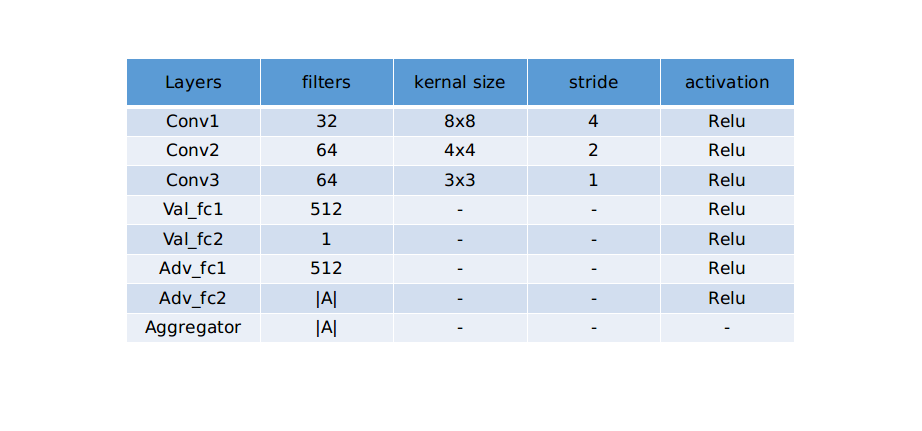 Layers filters kernal size stride activation
Conv1 32 8x8 4 Relu
Conv2 64 4x4 2 Relu
Conv3 64 3x3 1 Relu
Val_fc1 512 - - Relu
Val_fc2 1 - - Relu
Adv_fc1 512 - - Relu
Adv_fc2 |A| - - Relu
Aggregator |A| - - -